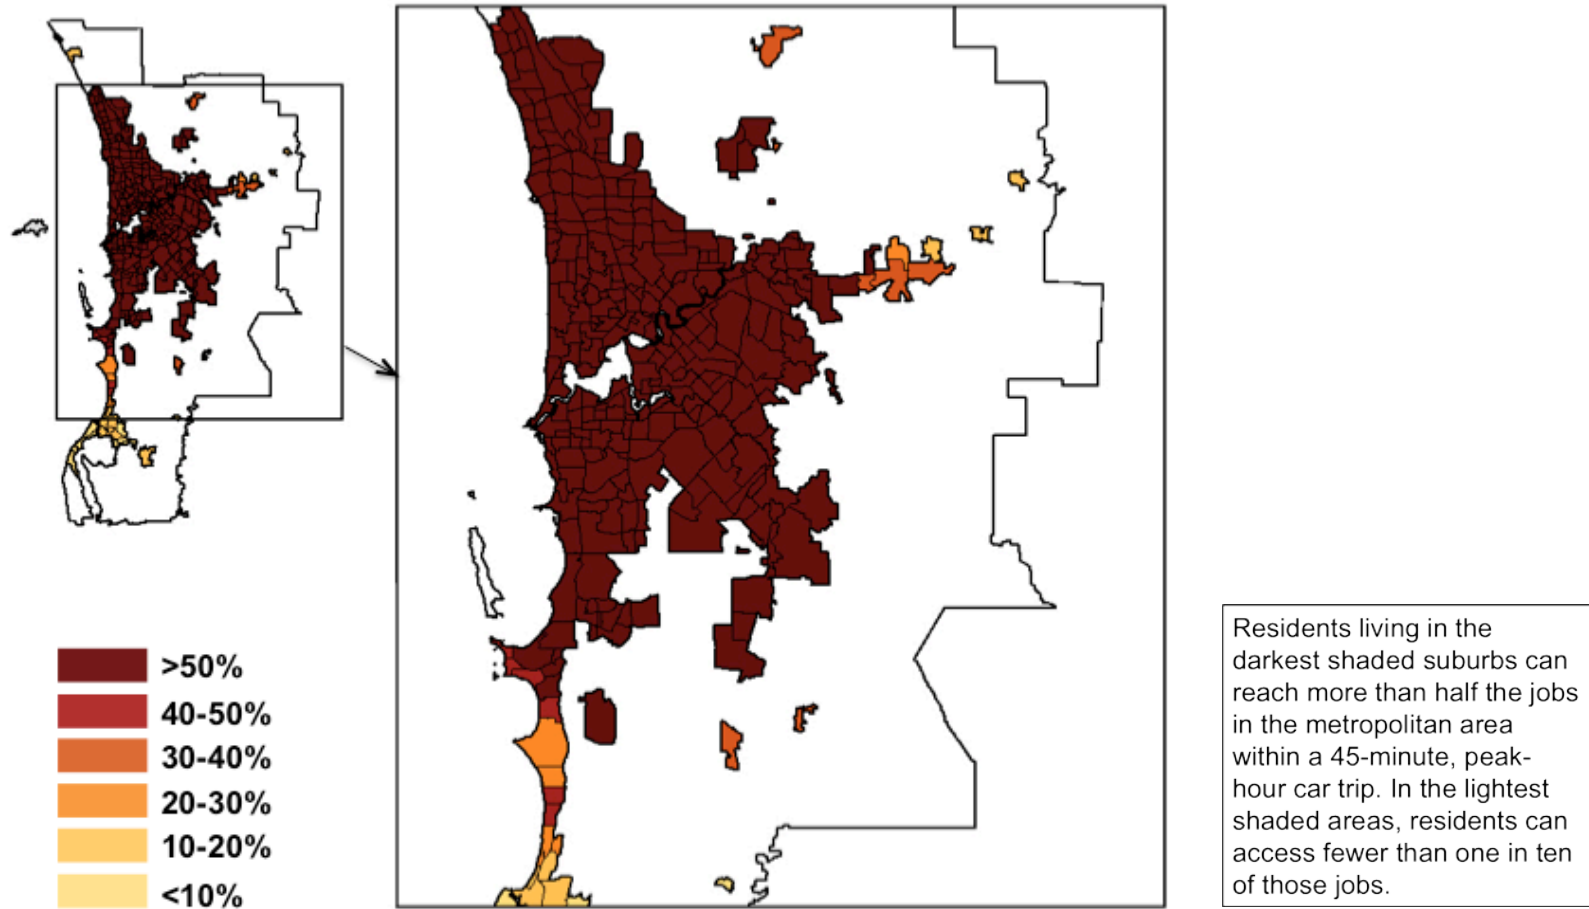 >50%
40-50%
30-40%
20-30%
10-20%
<10%
Residents living in the
darkest shaded suburbs can
reach more than half the jobs
in the metropolitan area
within a 45-minute, peak-
hour car trip. In the lightest
shaded areas, residents can
access fewer than one in ten
of those jobs.